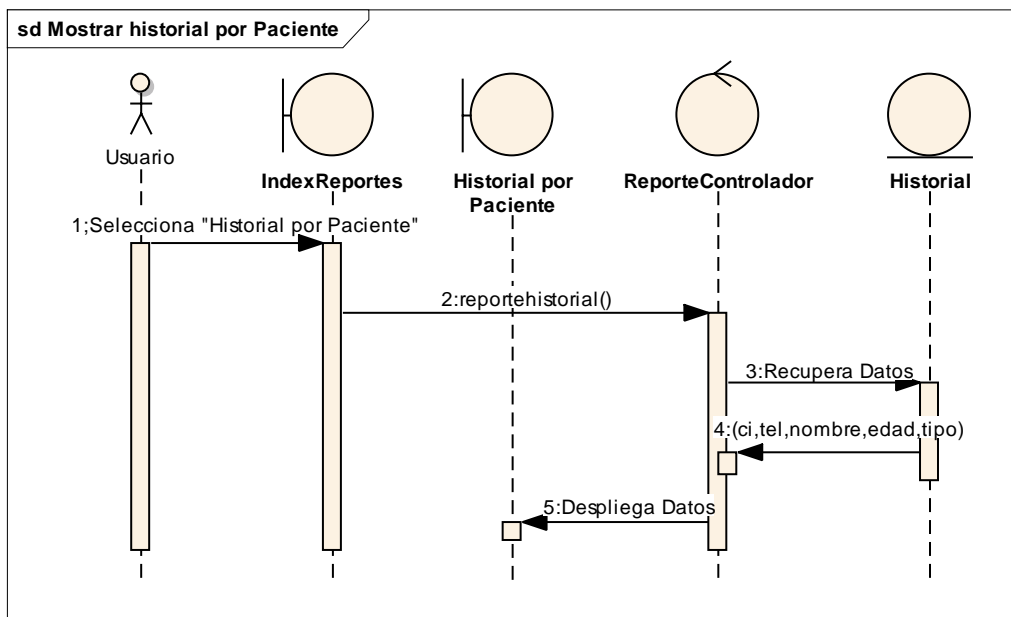 sd Mostrar historial por Paciente
Usuario
IndexReportes
Historial por
Paciente
ReporteControlador
Historial
1;Selecciona "Historial por Paciente"
2:reportehistorial()
3:Recupera Datos
4:(ci,tel,nombre,edad,tipo)
5:Despliega Datos